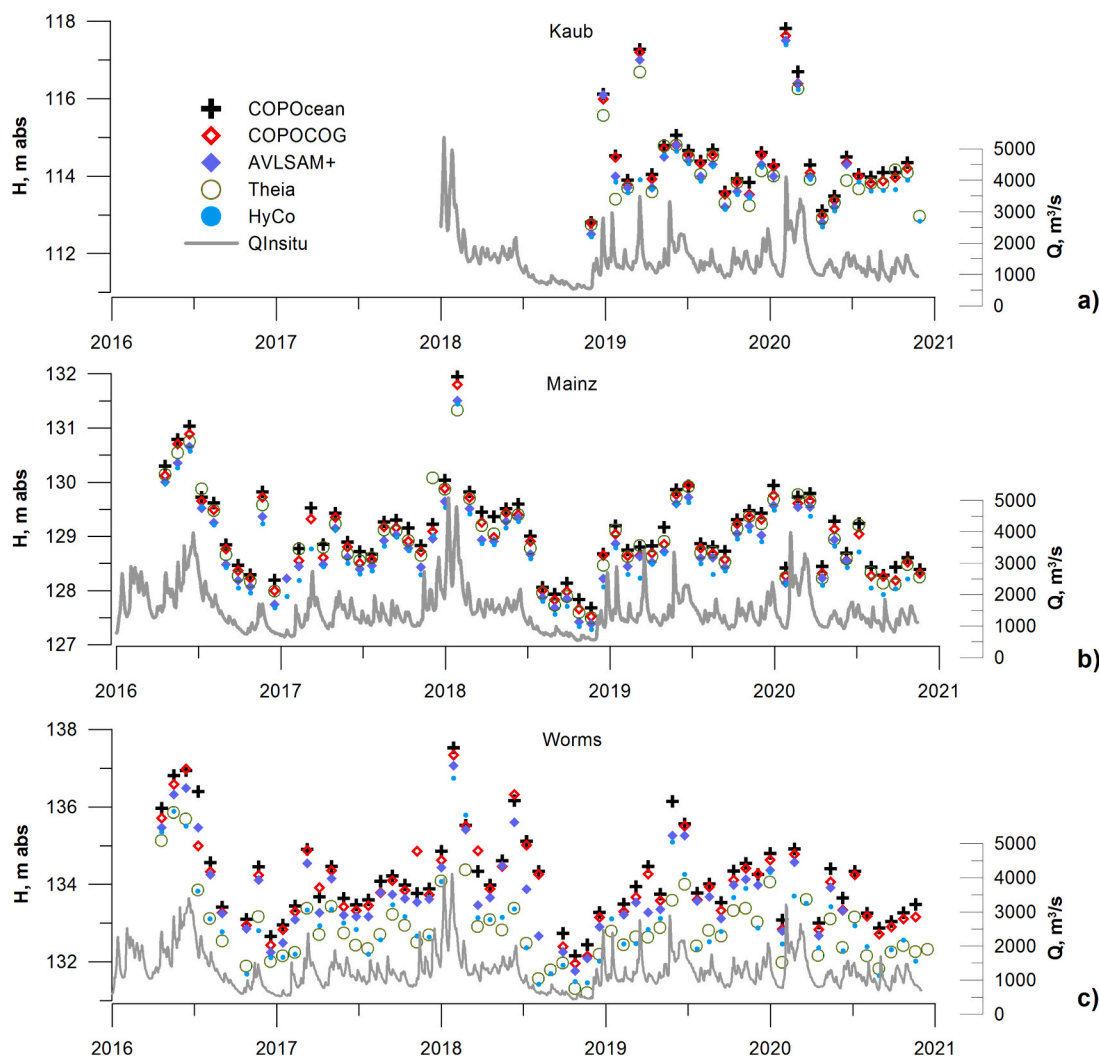 Kaub
118
116
114
112
H, m abs
COPOcean
COPOCOG
AVLSAM+
Theia
HyCo
QInsitu
5000
4000
3000
2000
1000
0
Q, m³/s
a)
2016 2017 2018 2019 2020 2021
Mainz
132
131
130
129
128
127
H, m abs
5000
4000
3000
2000
1000
0
Q, m³/s
b)
2016 2017 2018 2019 2020 2021
Worms
138
136
134
132
H, m abs
5000
4000
3000
2000
1000
0
Q, m³/s
c)
2016 2017 2018 2019 2020 2021